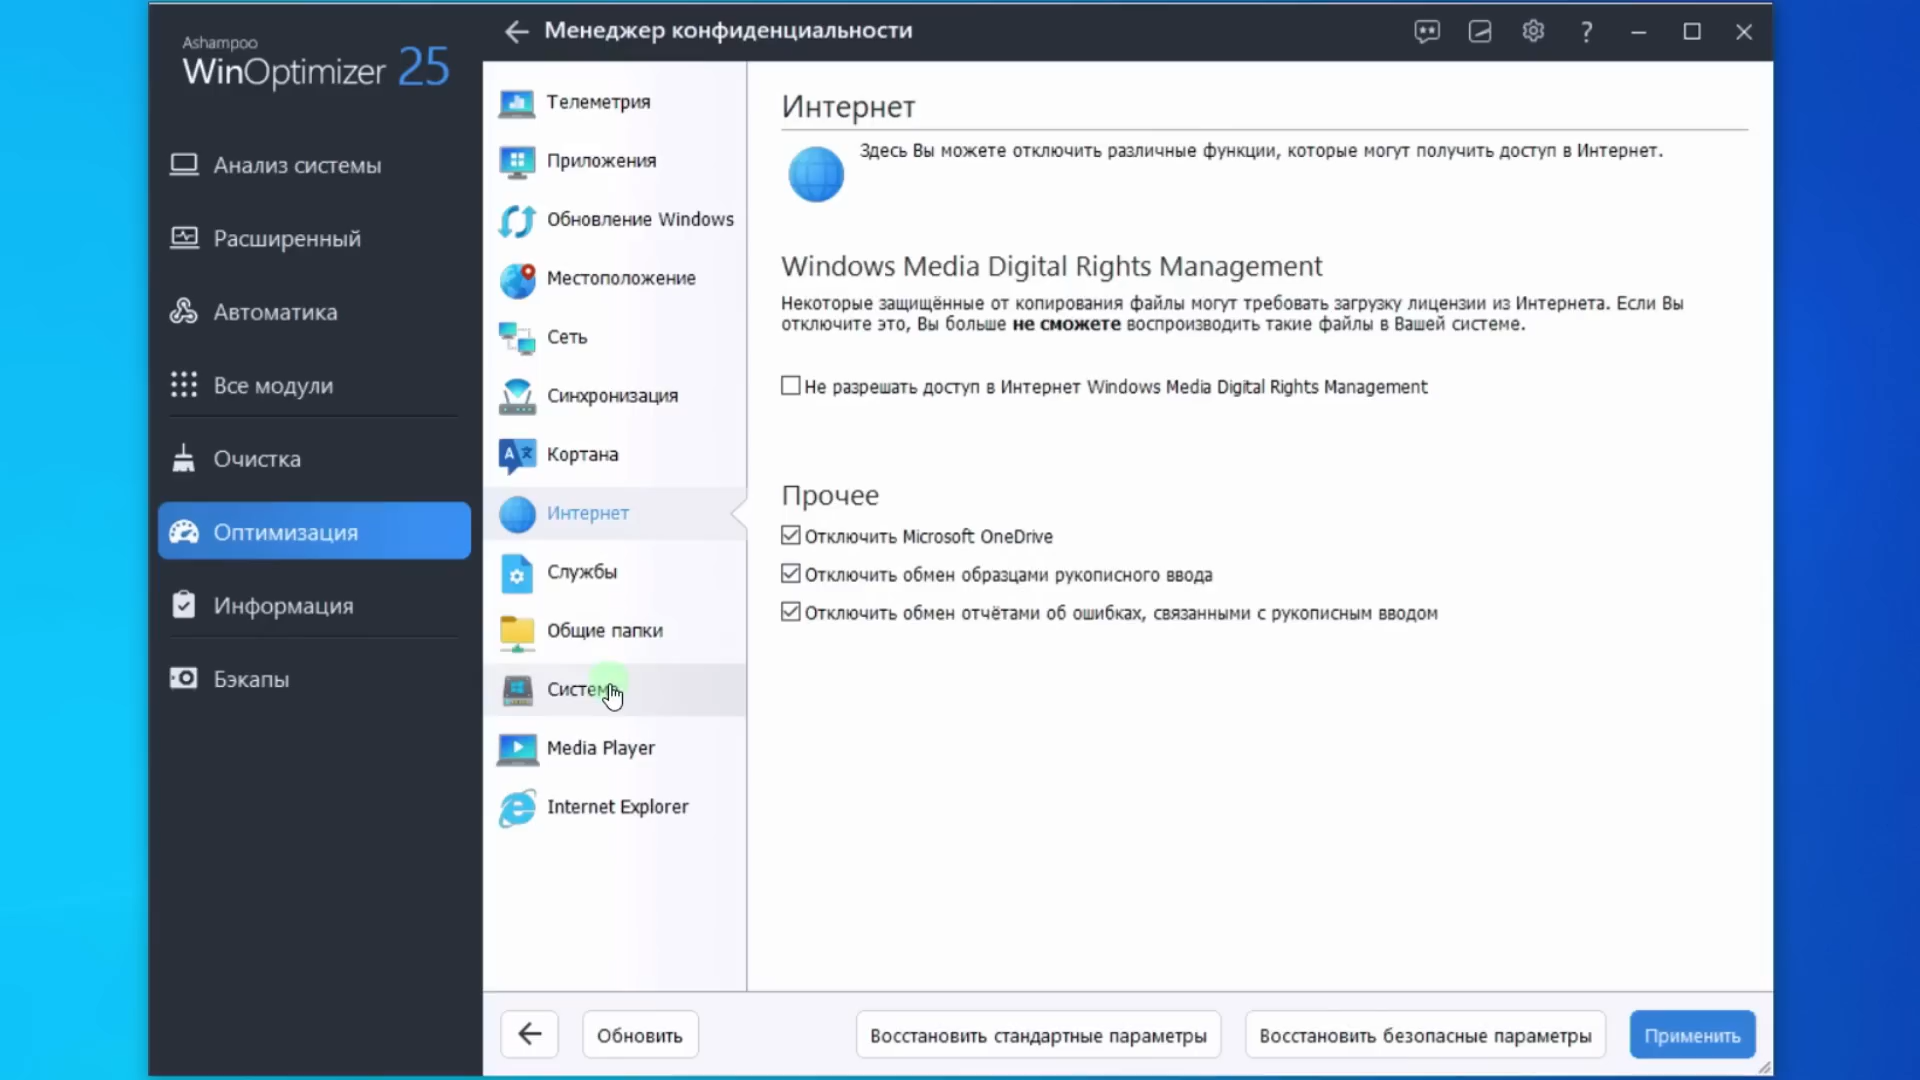 Ashampoo
WinOptimizer 25
Менеджер конфиденциальности
Анализ системы
Расширенный
Автоматика
Все модули
Очистка
Оптимизация
Информация
Бэкапы
Телеметрия
Приложения
Обновление Windows
Местоположение
Сеть
Синхронизация
Кортана
Интернет
Службы
Общие папки
Система
Media Player
Internet Explorer
Интернет
Здесь Вы можете отключить различные функции, которые могут получить доступ в Интернет.
Windows Media Digital Rights Management
Некоторые защищённые от копирования файлы могут требовать загрузку лицензии из Интернета. Если Вы
отключите это, Вы больше не сможете воспроизводить такие файлы в Вашей системе.
Не разрешать доступ в Интернет Windows Media Digital Rights Management
Прочее
Отключить Microsoft OneDrive
Отключить обмен образцами рукописного ввода
Отключить обмен отчётами об ошибках, связанными с рукописным вводом
Обновить
Восстановить стандартные параметры
Восстановить безопасные параметры
Применить